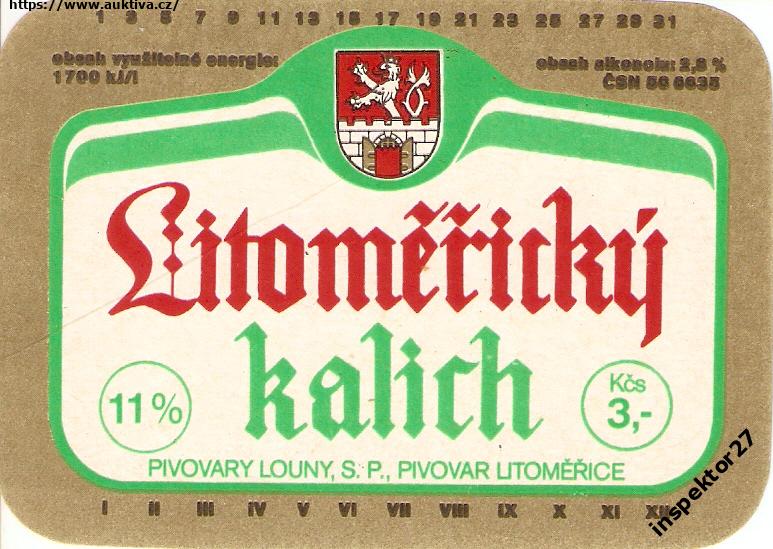 https://www.auktiva.cz/
1 3 5 7 9 11 13 15 17 19 21 23 25 27 29 31
obsah využitelné energie: 
1700 kJ/l
obsah alkoholu: 2,8 %
ČSN 56 6635
Litoměřický
kalich
11%
Kčs
3,-
PIVOVARY LOUNY, S. P., PIVOVAR LITOMĚŘICE
I II III IV V VI VII VIII IX X XI XII
inspektor27